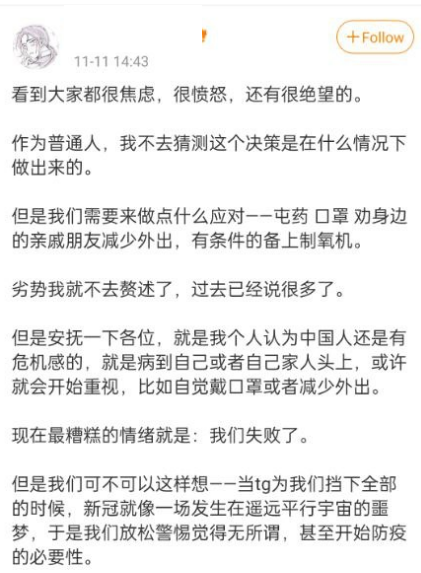 +Follow
11-11 14:43
看到大家都很焦虑，很愤怒，还有很绝望的。
作为普通人，我不去猜测这个决策是在什么情况下
做出来的。
但是我们需要来做点什么应对——屯药 口罩 劝身边
的亲戚朋友减少外出，有条件的备上制氧机。
劣势我就不去赘述了，过去已经说很多了。
但是安抚一下各位，就是我个人认为中国人还是有
危机感的，就是病到自己或者自己家人头上，或许
就会开始重视，比如自觉戴口罩或者减少外出。
现在最糟糕的情绪就是：我们失败了。
但是我们可不可以这样想——当tg为我们挡下全部
的时候，新冠就像一场发生在遥远平行宇宙的噩
梦，于是我们放松警惕觉得无所谓，甚至开始防疫
的必要性。